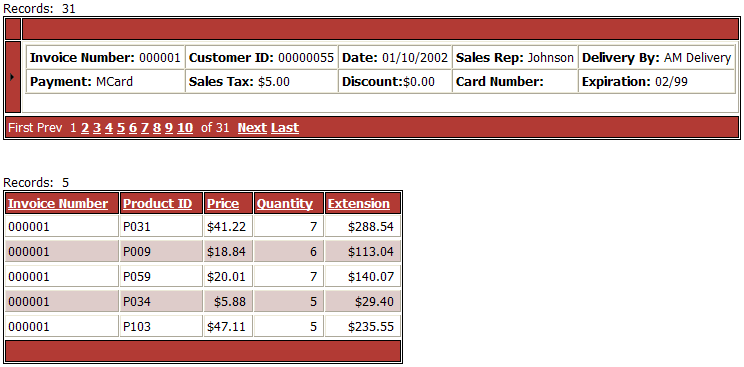 Records: 31
Invoice Number: 000001 Customer ID: 00000055 Date: 01/10/2002 Sales Rep: Johnson Delivery By: AM Delivery
Payment: MCard Sales Tax: $5.00 Discount:$0.00 Card Number: Expiration: 02/99
First Prev 1 2 3 4 5 6 7 8 9 10 of 31 Next Last
Records: 5
Invoice Number Product ID Price Quantity Extension
000001 P031 $41.22 7 $288.54
000001 P009 $18.84 6 $113.04
000001 P059 $20.01 7 $140.07
000001 P034 $5.88 5 $29.40
000001 P103 $47.11 5 $235.55